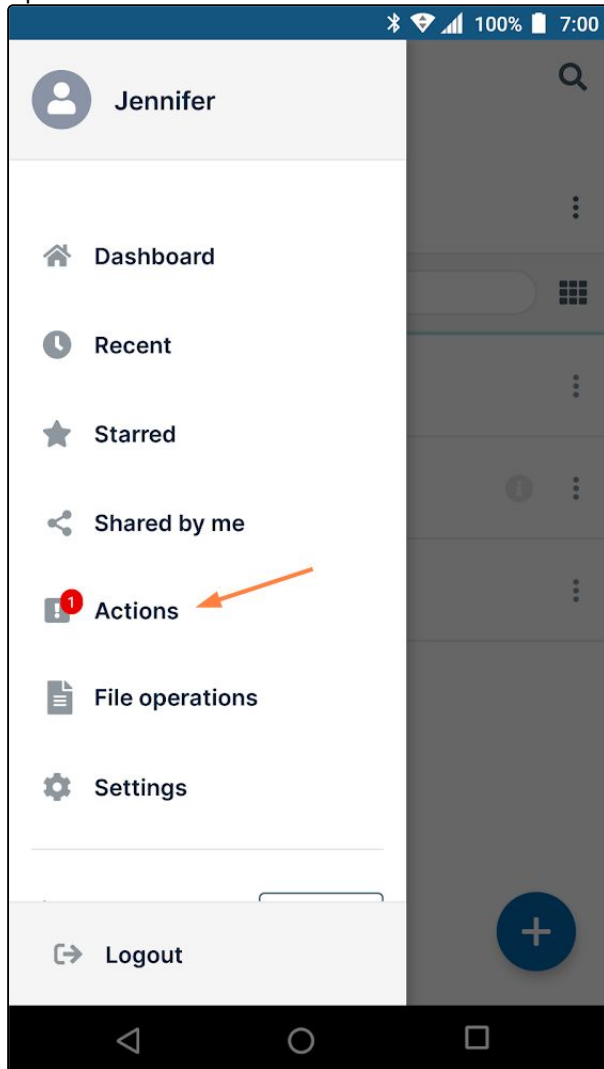 100% 7:00
Jennifer
Dashboard
Recent
Starred
Shared by me
1
Actions
File operations
Settings
Logout